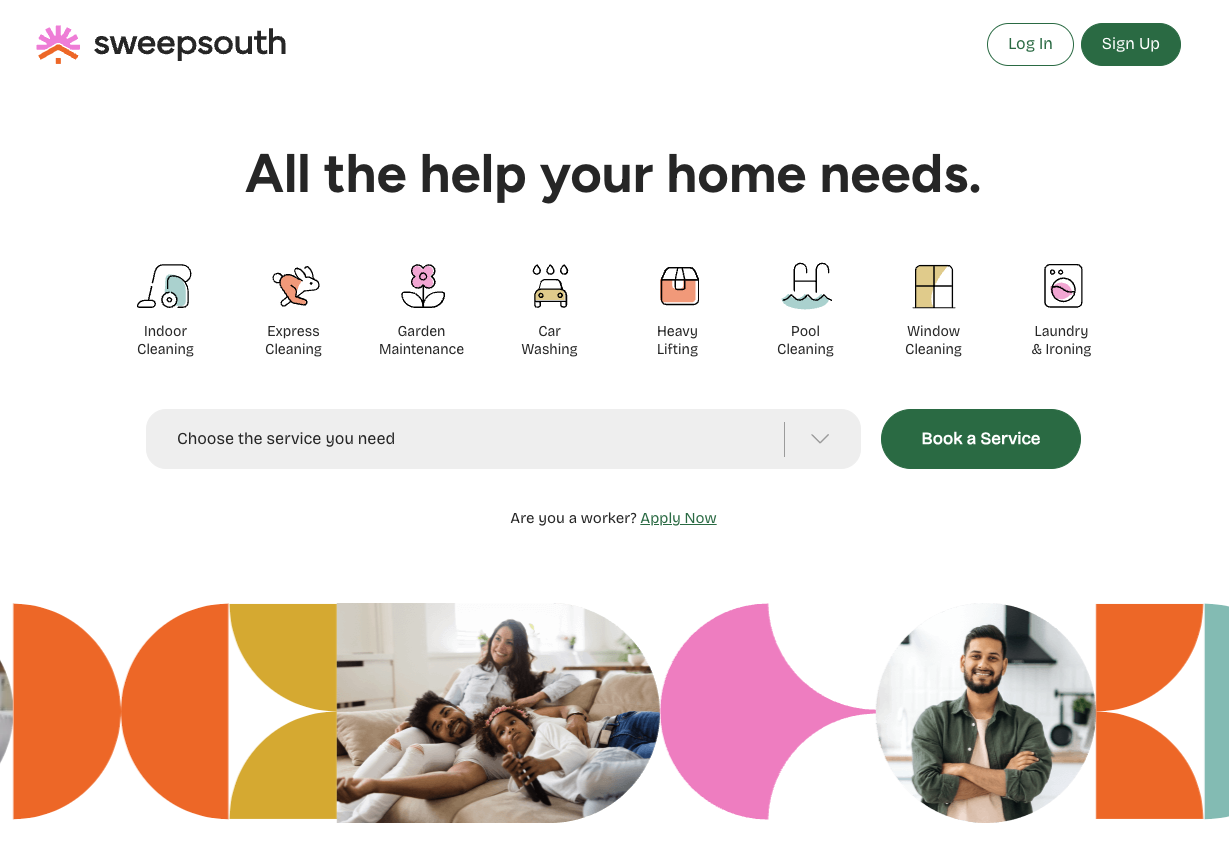 sweepsouth
Log In
Sign Up
All the help your home needs.
Indoor
Cleaning
Express
Cleaning
Garden
Maintenance
Car
Washing
Heavy
Lifting
Pool
Cleaning
Window
Cleaning
Laundry
& Ironing
Choose the service you need
Book a Service
Are you a worker? Apply Now